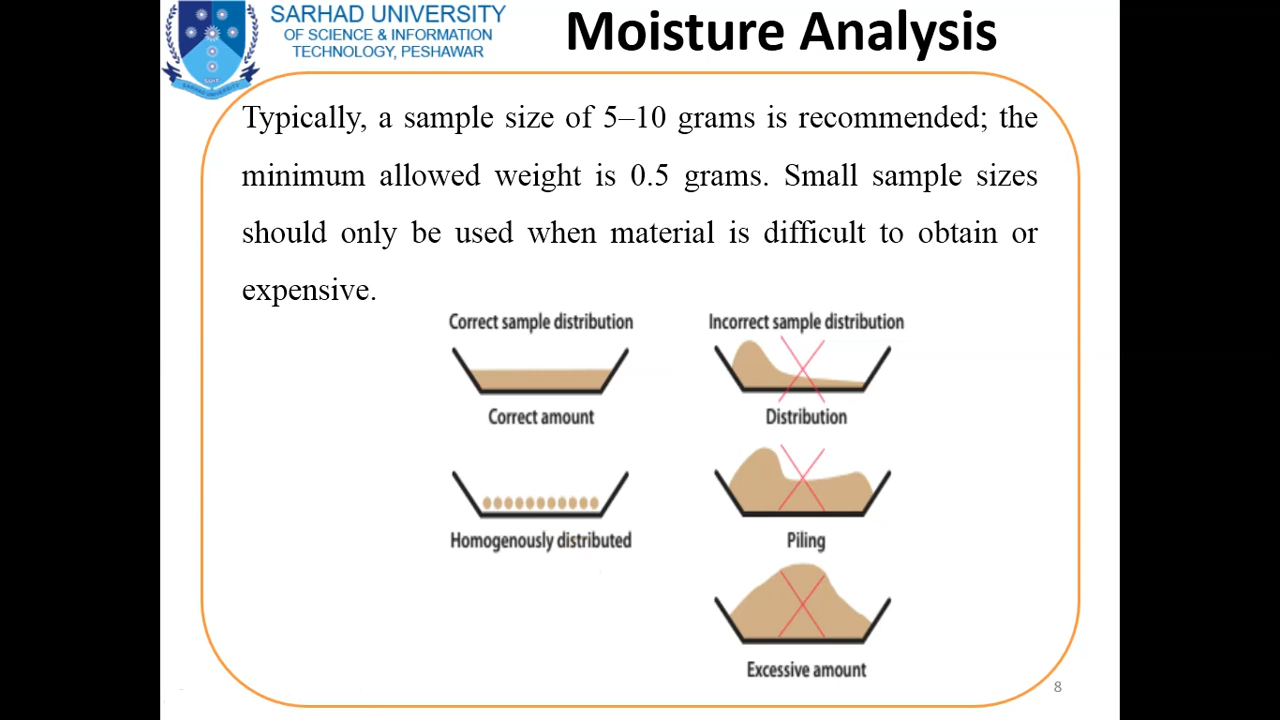 SARHAD UNIVERSITY
OF SCIENCE & INFORMATION
TECHNOLOGY, PESHAWAR
Moisture Analysis
Typically, a sample size of 5–10 grams is recommended; the
minimum allowed weight is 0.5 grams. Small sample sizes
should only be used when material is difficult to obtain or
expensive.
Correct sample distribution
Incorrect sample distribution
Correct amount
Distribution
Homogenously distributed
Piling
Excessive amount
8